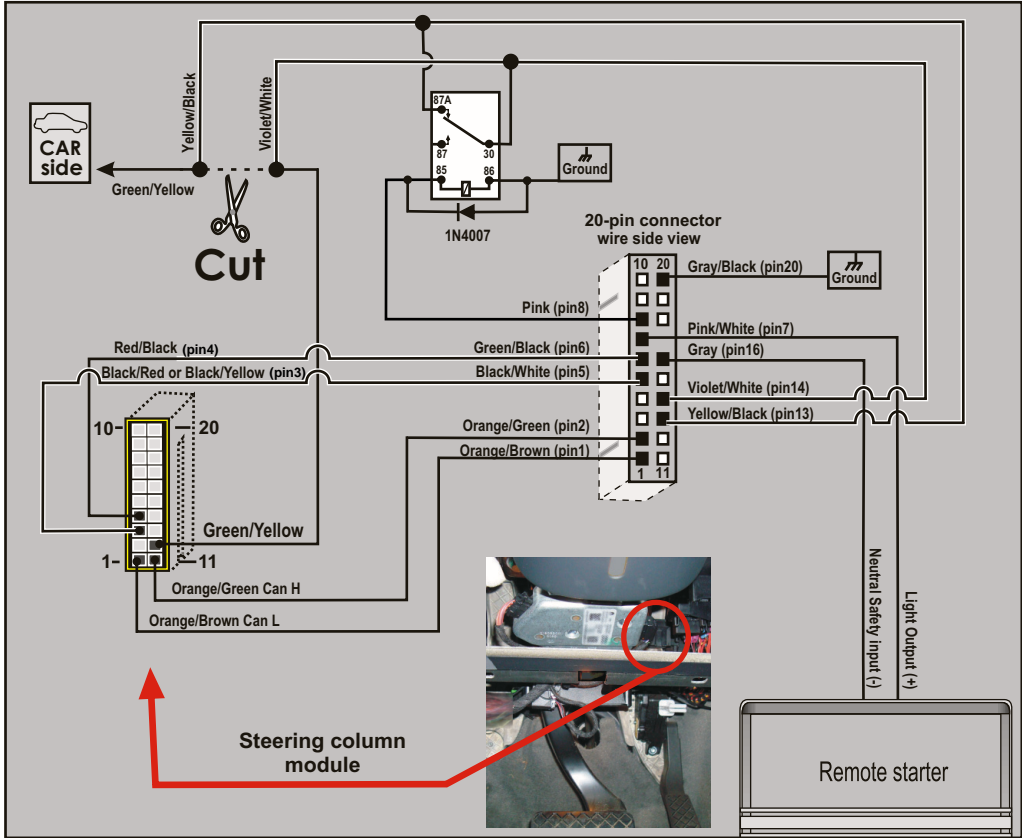 Yellow/Black
Violet/White
CAR
side
Green/Yellow
Cut
87A
87
30
85
86
Ground
1N4007
20-pin connector
wire side view
10 20
Gray/Black (pin20)
Ground
Pink (pin8)
Pink/White (pin7)
Red/Black (pin4)
Green/Black (pin6)
Gray (pin16)
Black/Red or Black/Yellow (pin3)
Black/White (pin5)
Violet/White (pin14)
Yellow/Black (pin13)
10- -20
Orange/Green (pin2)
Orange/Brown (pin1)
1 11
Green/Yellow
1- -11
Orange/Green Can H
Orange/Brown Can L
Neutral Safety input (-)
Light Output (+)
Steering column
module
Remote starter